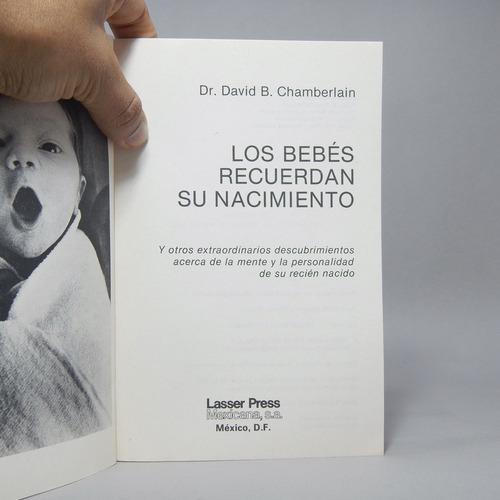 Dr. David B. Chamberlain
LOS BEBÉS
RECUERDAN
SU NACIMIENTO
Y otros extraordinarios descubrimientos
acerca de la mente y la personalidad
de su recién nacido
Lasser Press
Mexicana, s.a.
México, D.F.